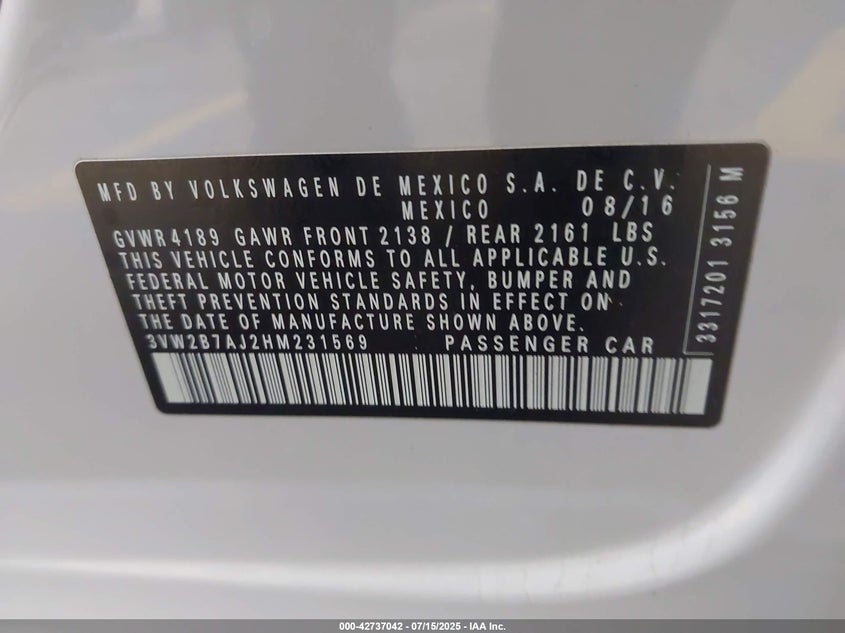 MFD BY VOLKSWAGEN DE MEXICO S.A. DE C.V.
MEXICO 08/16
GVWR 4189 GAWR FRONT 2138 / REAR 2161 LBS
THIS VEHICLE CONFORMS TO ALL APPLICABLE U.S.
FEDERAL MOTOR VEHICLE SAFETY, BUMPER AND
THEFT PREVENTION STANDARDS IN EFFECT ON
THE DATE OF MANUFACTURE SHOWN ABOVE.
3VW2B7AJ2HM231569 PASSENGER CAR
3317201 3156 M
000-42737042 - 07/15/2025 - IAA Inc.